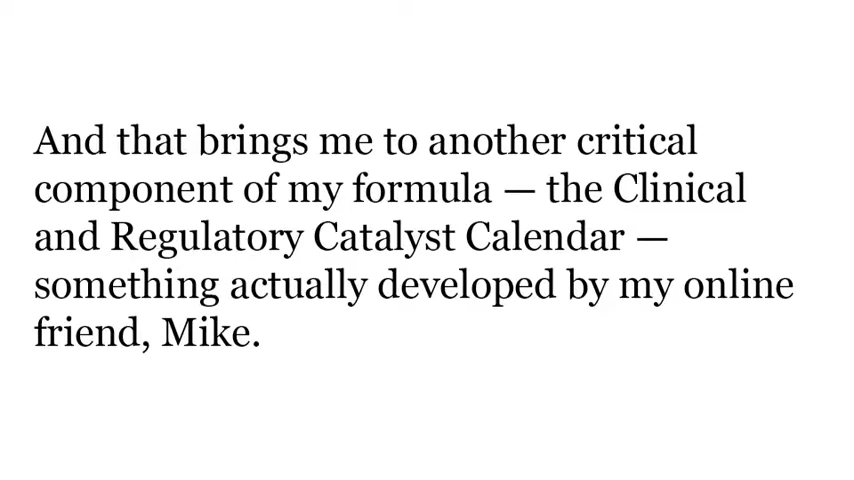 And that brings me to another critical
component of my formula — the Clinical
and Regulatory Catalyst Calendar —
something actually developed by my online
friend, Mike.